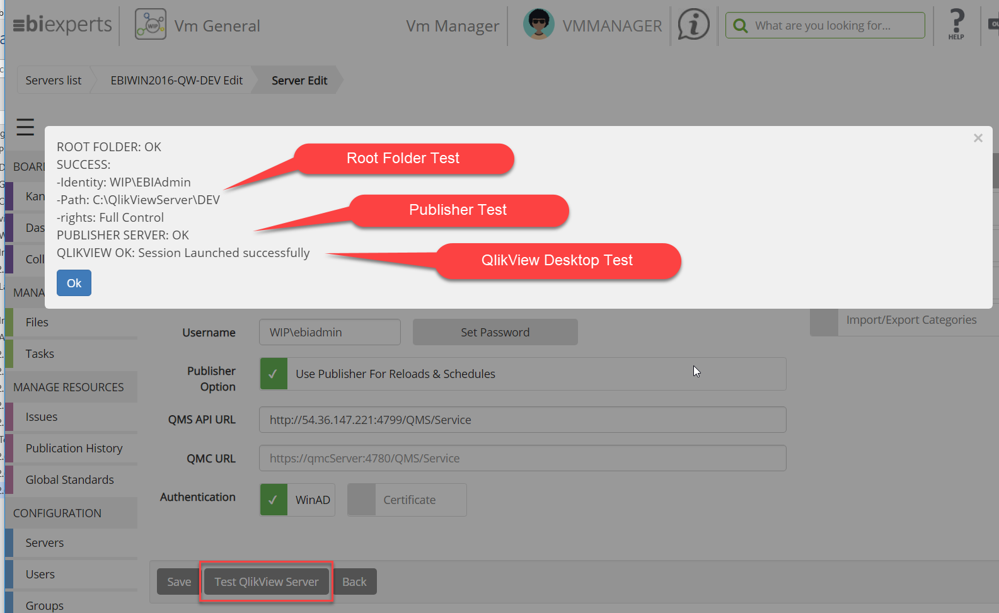 ebiexperts
WIP
Vm General
Vm Manager
VMMANAGER
What are you looking for...
HELP
Servers list
EBIWIN2016-QW-DEV Edit
Server Edit
ROOT FOLDER: OK
SUCCESS:
-Identity: WIP\EBIAdmin
-Path: C:\QlikViewServer\DEV
-rights: Full Control
PUBLISHER SERVER: OK
QLIKVIEW OK: Session Launched successfully
Ok
×
Root Folder Test
Publisher Test
QlikView Desktop Test
BOAR
Kan
Das
Coll
MANA
Files
Tasks
MANAGE RESOURCES
Issues
Publication History
Global Standards
CONFIGURATION
Servers
Users
Groups
Username
WIP\ebiadmin
Set Password
Import/Export Categories
Publisher
Option
Use Publisher For Reloads & Schedules
QMS API URL
http://54.36.147.221:4799/QMS/Service
QMC URL
https://qmcServer:4780/QMS/Service
Authentication
WinAD
Certificate
Save
Test QlikView Server
Back